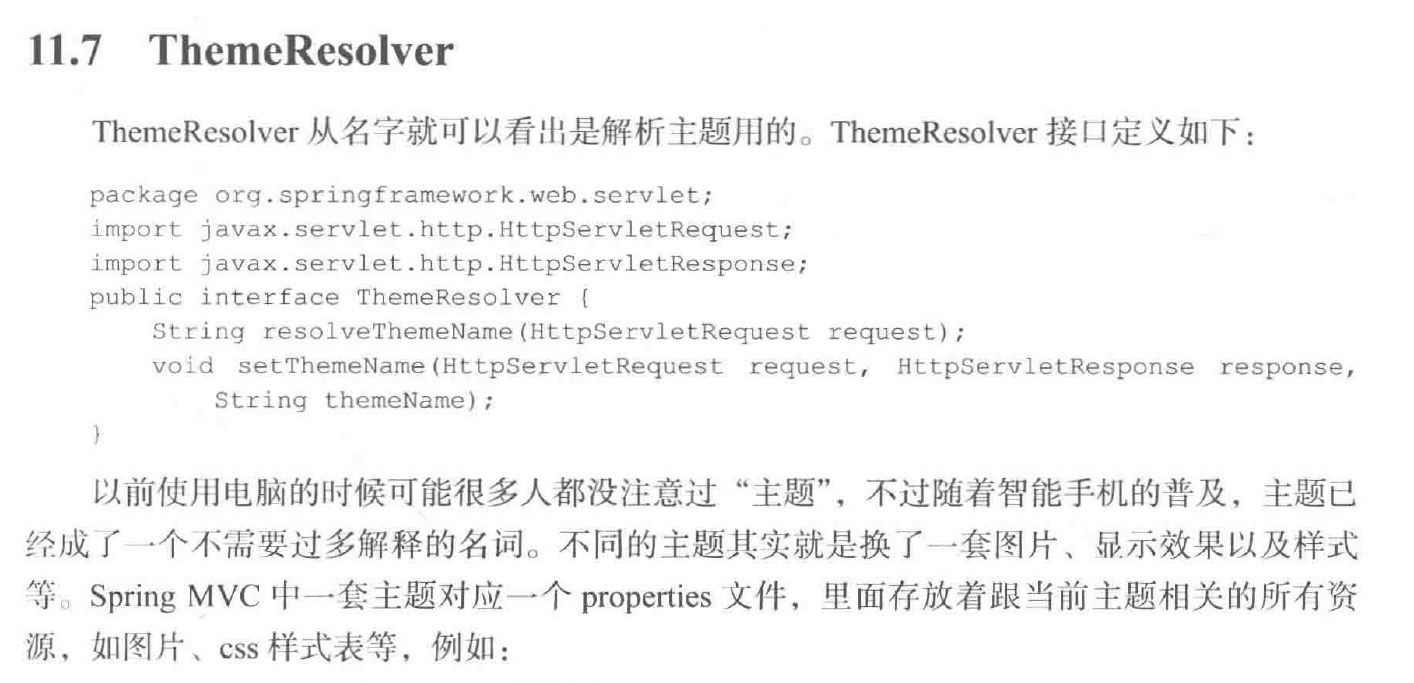 11.7 ThemeResolver
ThemeResolver 从名字就可以看出是解析主题用的。ThemeResolver 接口定义如下：
package org.springframework.web.servlet;
import javax.servlet.http.HttpServletRequest;
import javax.servlet.http.HttpServletResponse;
public interface ThemeResolver {
    String resolveThemeName(HttpServletRequest request);
    void setThemeName(HttpServletRequest request, HttpServletResponse response,
        String themeName);
}
以前使用电脑的时候可能很多人都没注意过“主题”，不过随着智能手机的普及，主题已
经成了一个不需要过多解释的名词。不同的主题其实就是换了一套图片、显示效果以及样式
等。Spring MVC 中一套主题对应一个 properties 文件，里面存放着跟当前主题相关的所有资
源，如图片、css 样式表等，例如：